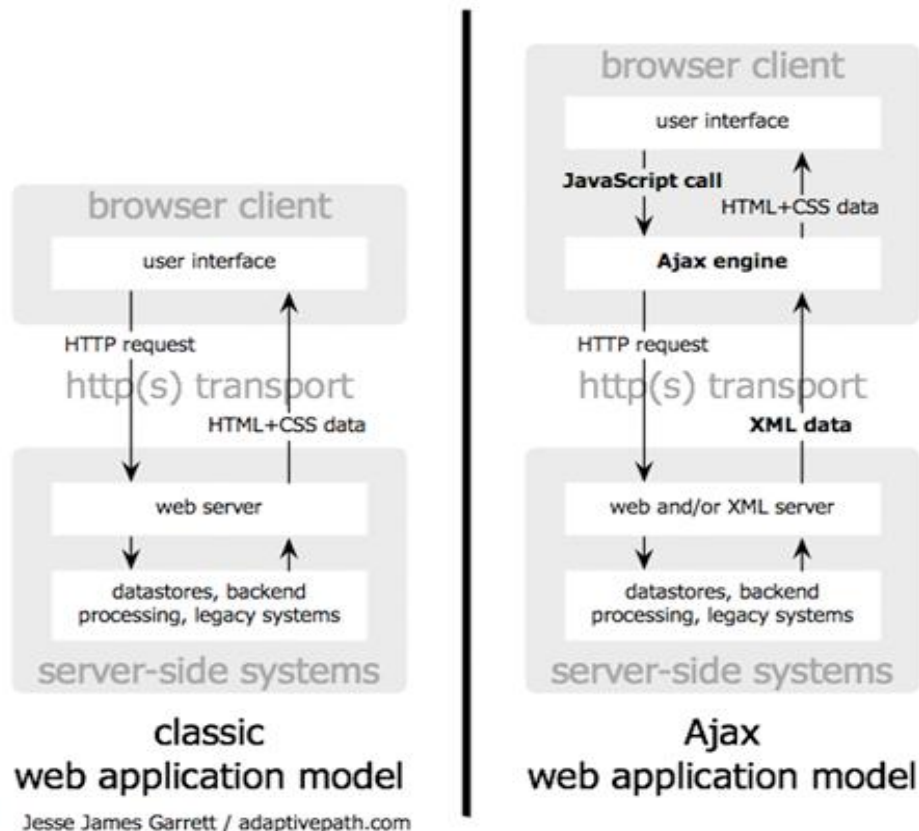 browser client
user interface
HTTP request
http(s) transport
HTML+CSS data
web server
datastores, backend
processing, legacy systems
server-side systems
classic
web application model
Jesse James Garrett / adaptivepath.com
browser client
user interface
JavaScript call
HTML+CSS data
Ajax engine
HTTP request
http(s) transport
XML data
web and/or XML server
datastores, backend
processing, legacy systems
server-side systems
Ajax
web application model